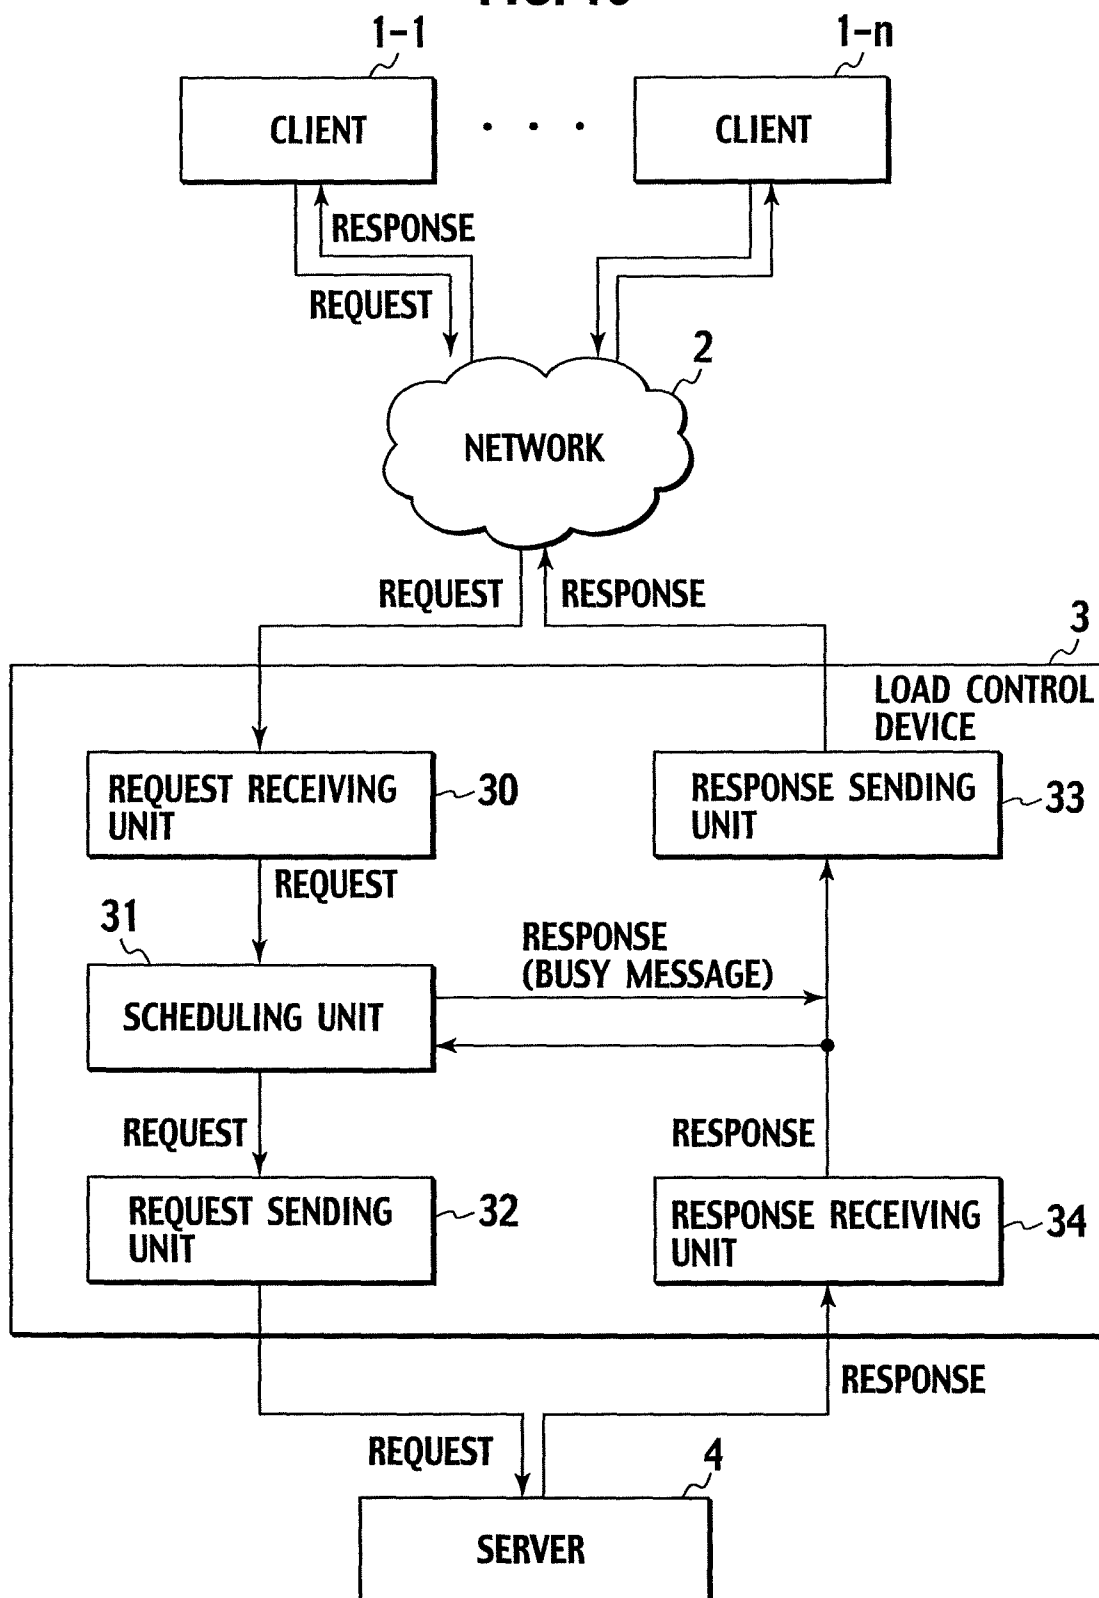 1-1
1-n
CLIENT
CLIENT
RESPONSE
REQUEST
2
NETWORK
REQUEST
RESPONSE
3
LOAD CONTROL
DEVICE
REQUEST RECEIVING
UNIT
30
RESPONSE SENDING
UNIT
33
REQUEST
31
RESPONSE
(BUSY MESSAGE)
SCHEDULING UNIT
REQUEST
RESPONSE
REQUEST SENDING
UNIT
32
RESPONSE RECEIVING
UNIT
34
RESPONSE
REQUEST
4
SERVER